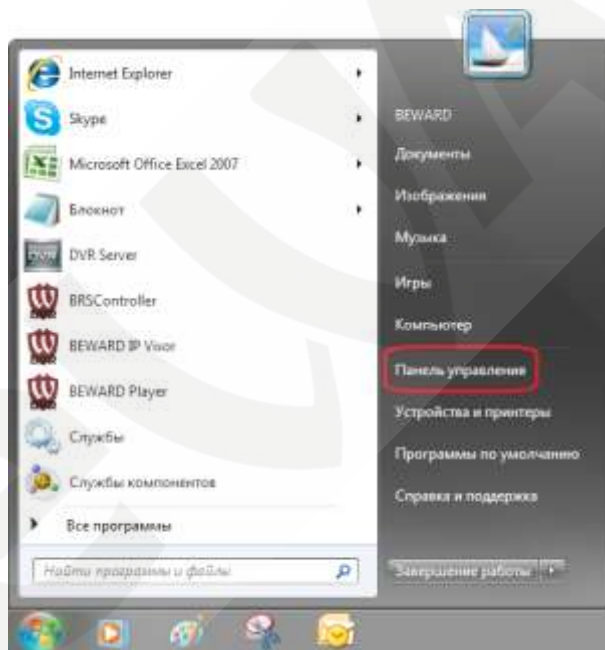 Internet Explorer
Skype
Microsoft Office Excel 2007
Блокнот
DVR Server
BRSController
BEWARD IP Visor
BEWARD Player
Службы
Службы компонентов
Все программы
Найти программы и файлы
BEWARD
Документы
Изображения
Музыка
Игры
Компьютер
Панель управления
Устройства и принтеры
Программы по умолчанию
Справка и поддержка
Завершение работы